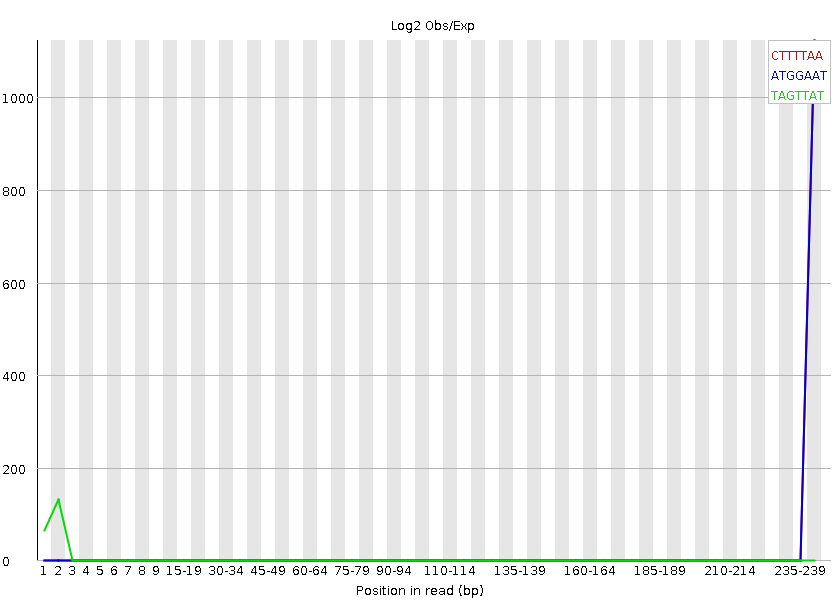 Log2 Obs/Exp
CTTTTAA
ATGGAAT
TAGTTAT
1000
800
600
400
200
0
1 2 3 4 5 6 7 8 9 15-19 30-34 45-49 60-64 75-79 90-94 110-114 135-139 160-164 185-189 210-214 235-239
Position in read (bp)